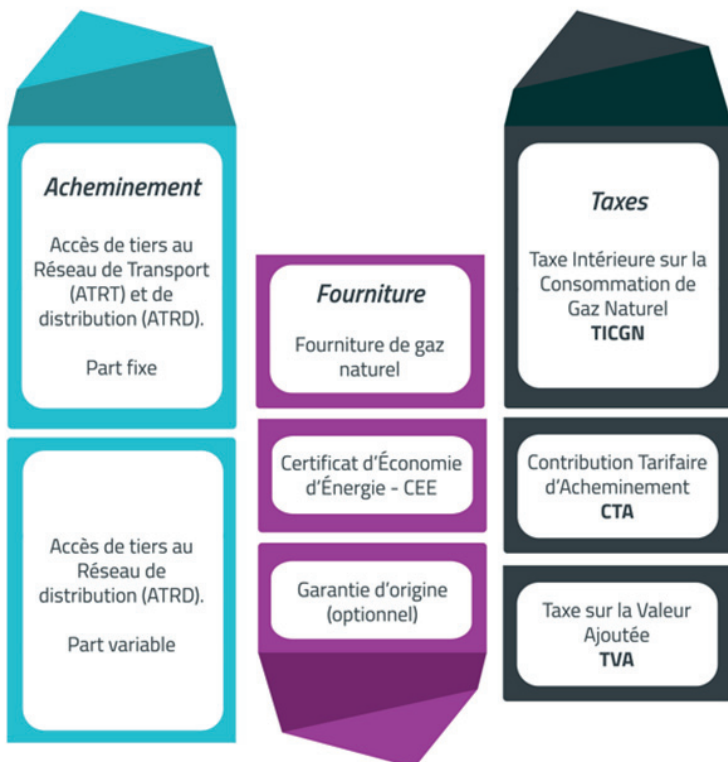 Acheminement
Accès de tiers au
Réseau de Transport
(ATRT) et de
distribution (ATRD).
Part fixe
Accès de tiers au
Réseau de
distribution (ATRD).
Part variable
Fourniture
Fourniture de gaz
naturel
Certificat d'Économie
d'Énergie - CEE
Garantie d'origine
(optionnel)
Taxes
Taxe Intérieure sur la
Consommation de
Gaz Naturel
TICGN
Contribution Tarifaire
d'Acheminement
CTA
Taxe sur la Valeur
Ajoutée
TVA